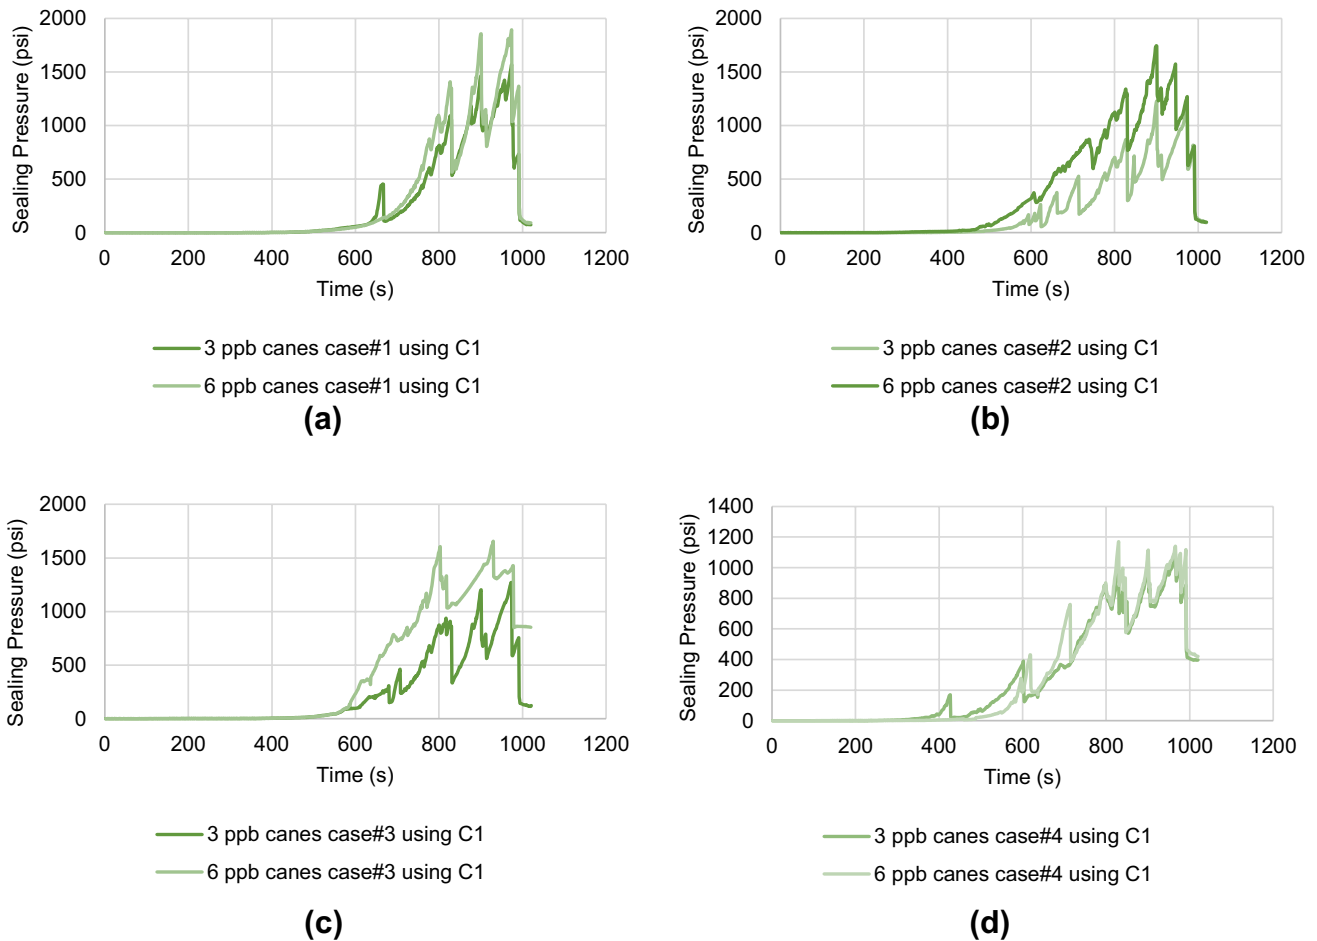 2000
1500
1000
500
0
Sealing Pressure (psi)
0 200 400 600 800 1000 1200
Time (s)
3 ppb canes case#1 using C1
6 ppb canes case#1 using C1
(a)
2000
1500
1000
500
0
Sealing Pressure (psi)
0 200 400 600 800 1000 1200
Time (s)
3 ppb canes case#2 using C1
6 ppb canes case#2 using C1
(b)
2000
1500
1000
500
0
Sealing Pressure (psi)
0 200 400 600 800 1000 1200
Time (s)
3 ppb canes case#3 using C1
6 ppb canes case#3 using C1
(c)
1400
1200
1000
800
600
400
200
0
Sealing Pressure (psi)
0 200 400 600 800 1000 1200
Time (s)
3 ppb canes case#4 using C1
6 ppb canes case#4 using C1
(d)